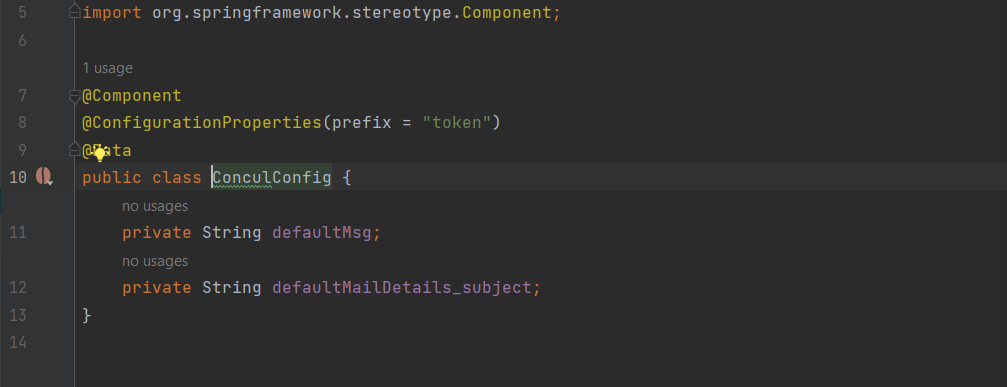 5 import org.springframework.stereotype.Component;
6
1 usage
7 @Component
8 @ConfigurationProperties(prefix = "token")
9 @Data
10 public class ConculConfig {
no usages
11 private String defaultMsg;
no usages
12 private String defaultMailDetails_subject;
13 }
14